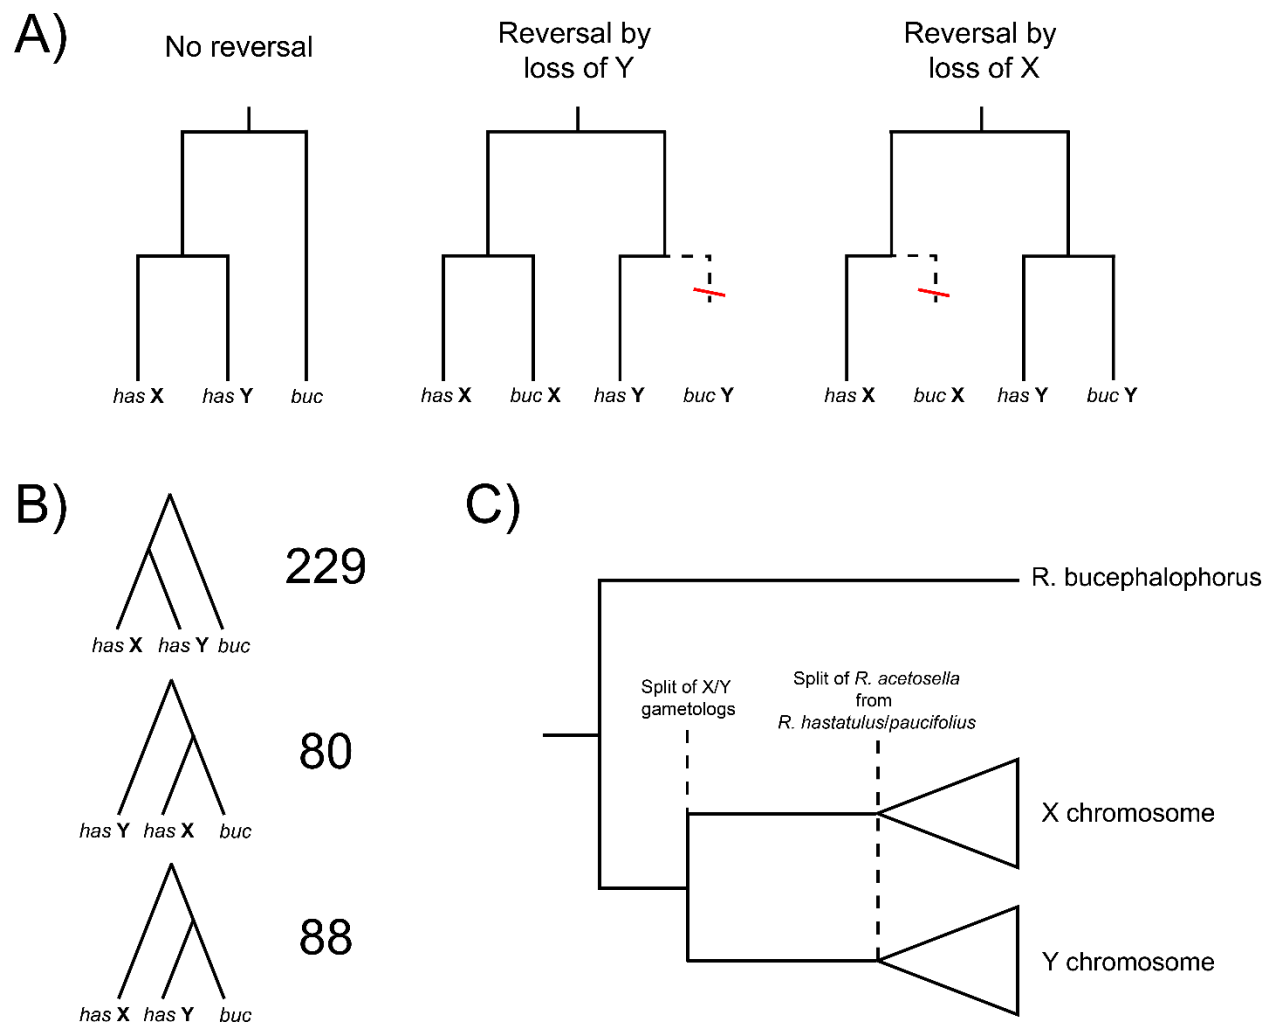 A)
No reversal
Reversal by
loss of Y
Reversal by
loss of X
has X
has Y
buc
has X
buc X
has Y
buc Y
has X
buc X
has Y
buc Y
B)
229
has X
has Y
buc
80
has Y
has X
buc
88
has X
has Y
buc
C)
R. bucephalophorus
Split of X/Y
gametologs
Split of R. acetosella
from
R. hastatulus/paucifolius
X chromosome
Y chromosome